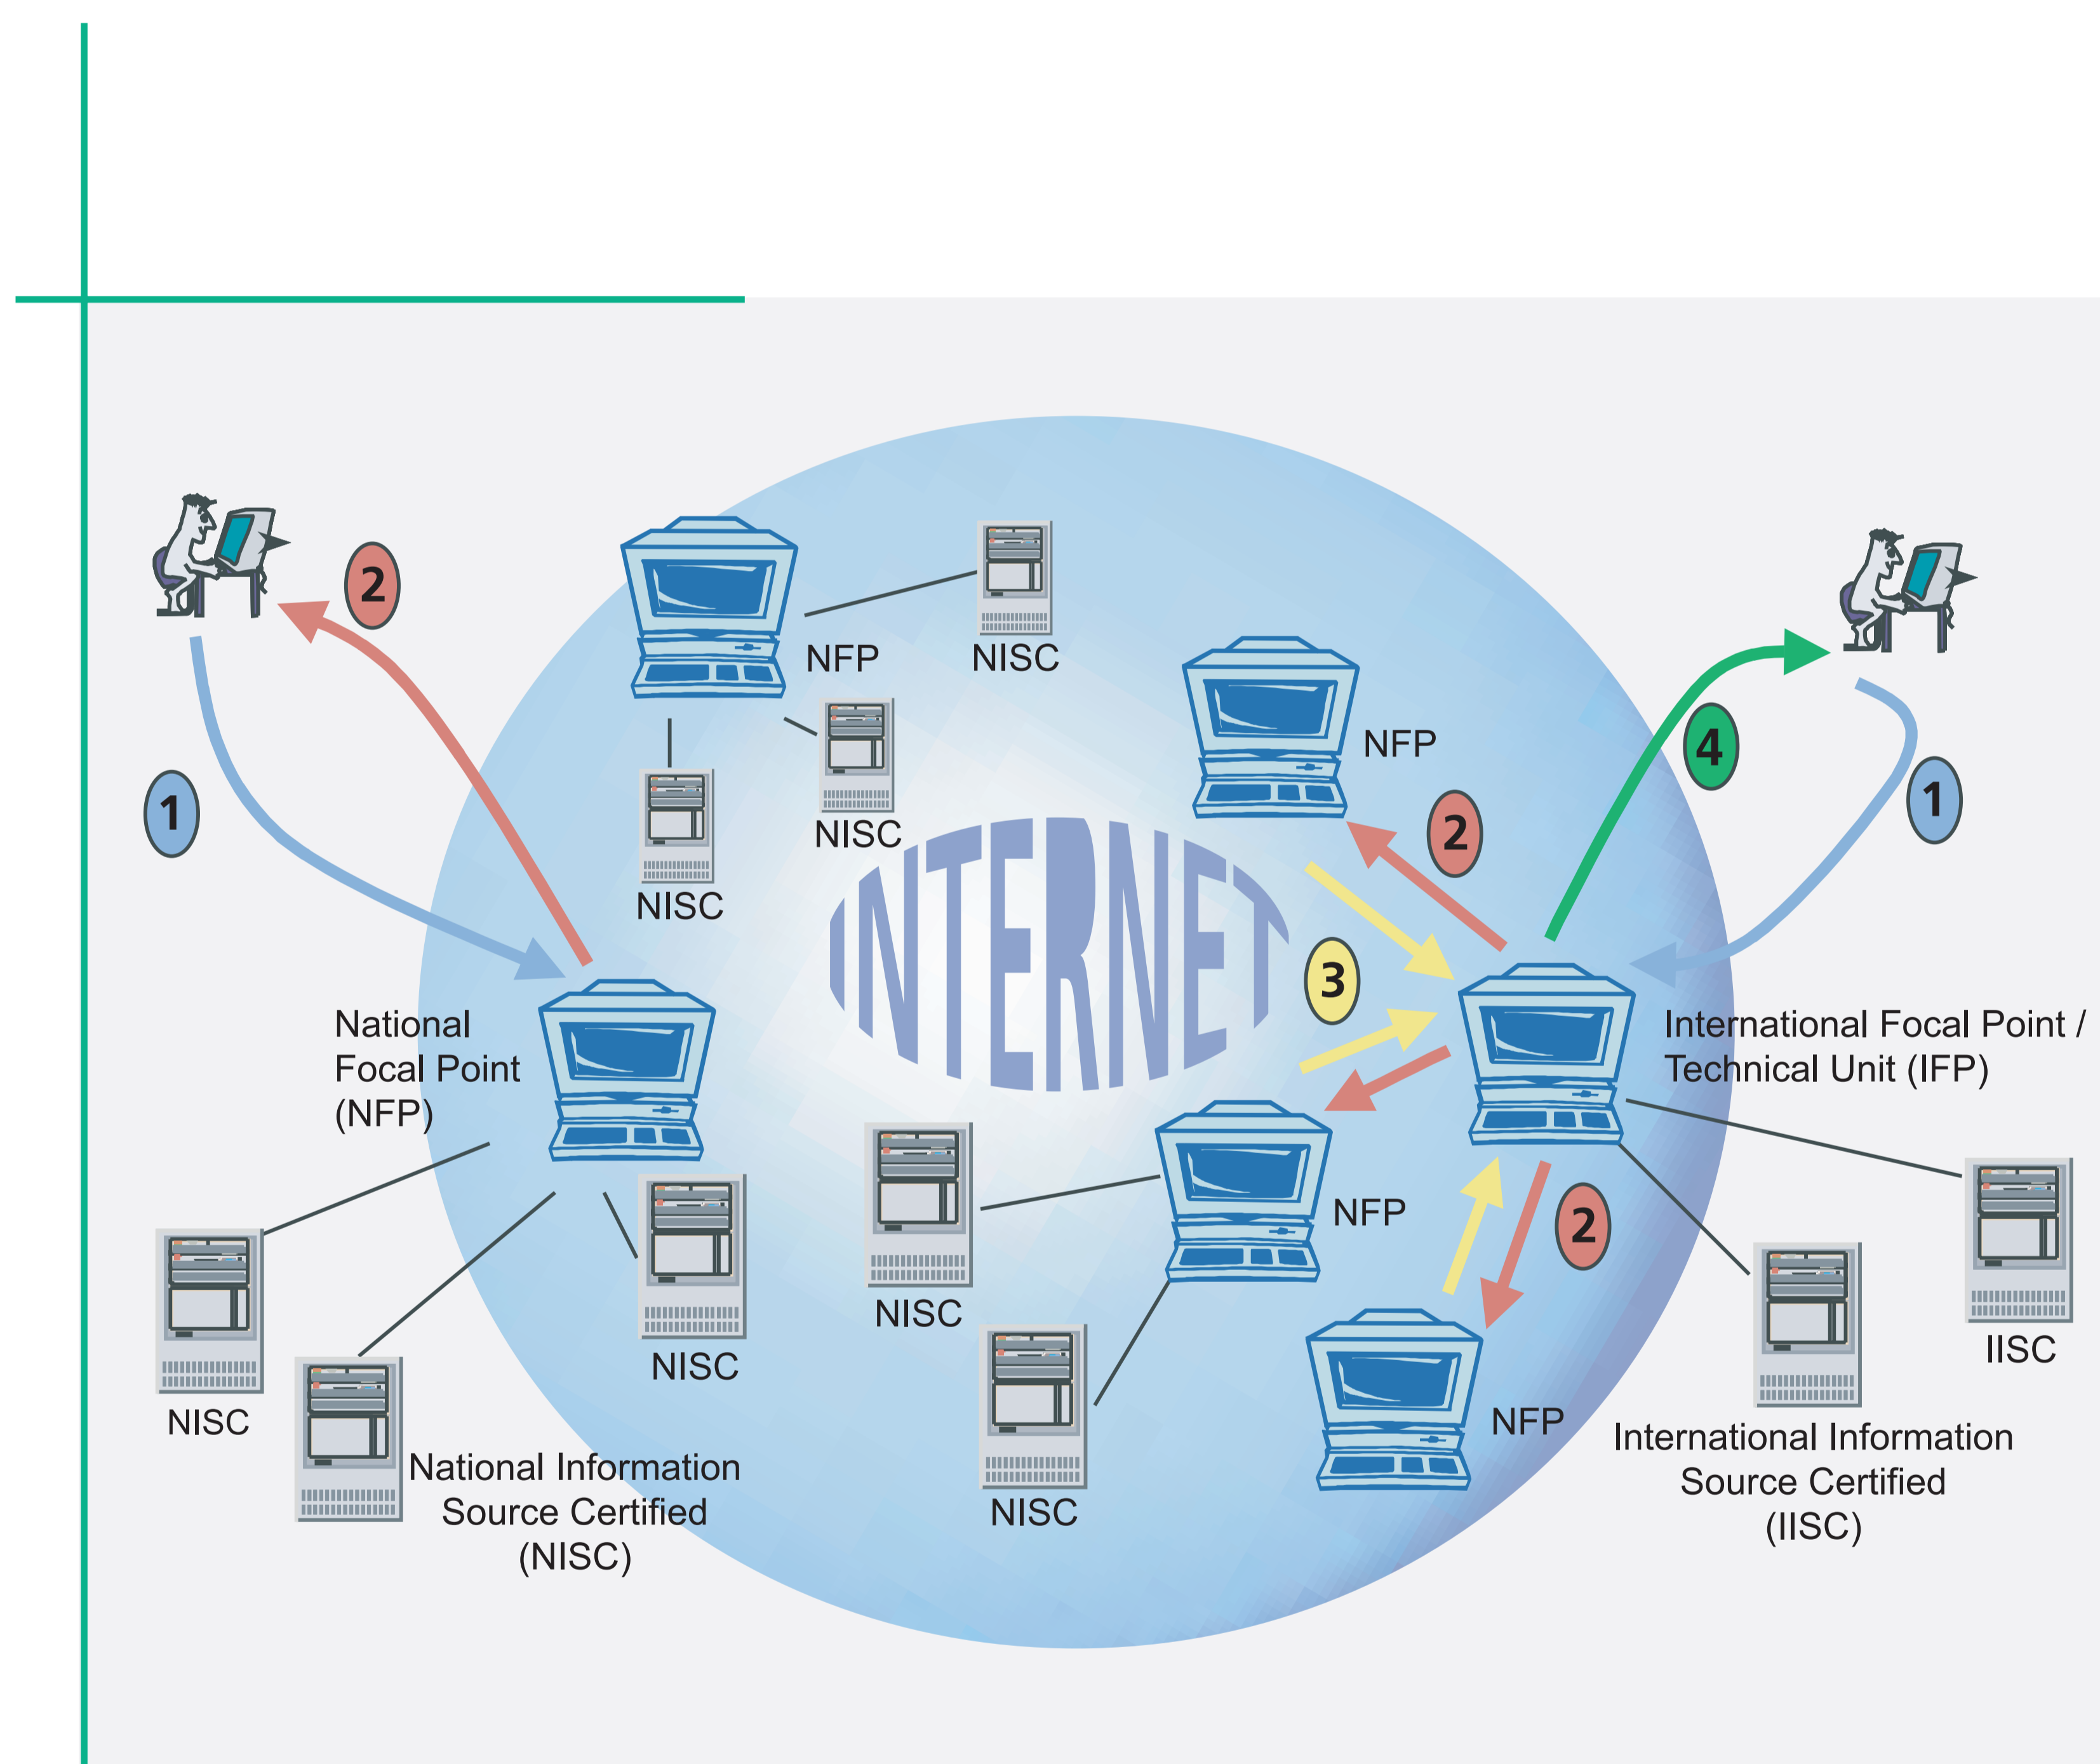 2
NFP
NISC
NFP
4
1
2
1
NISC
NISC
INTERNET
3
National
Focal Point
(NFP)
International Focal Point /
Technical Unit (IFP)
NFP
2
NISC
NISC
IISC
NISC
NFP
National Information
Source Certified
(NISC)
NISC
International Information
Source Certified
(IISC)